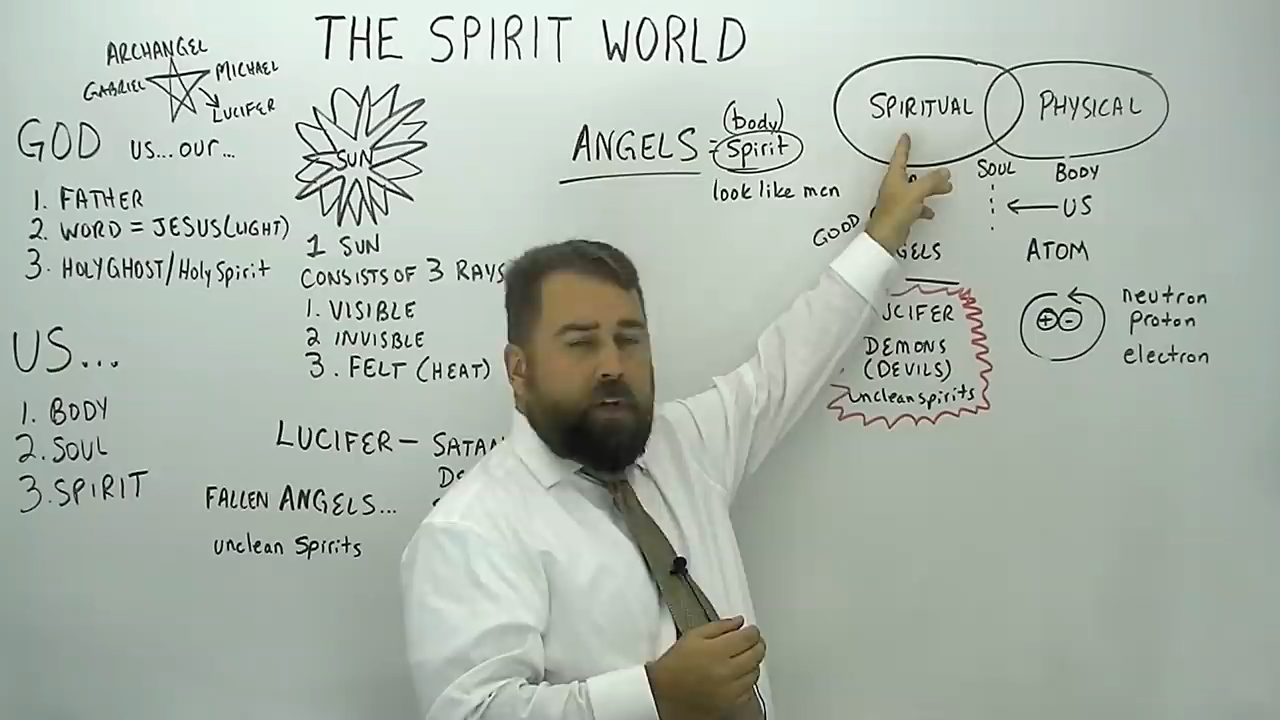 THE SPIRIT WORLD
ARCHANGEL
GABRIEL
MICHAEL
LUCIFER
GOD US...OUR...
1. FATHER
2. WORD = JESUS(LIGHT)
3. HOLY GHOST/Holy Spirit
US...
1. BODY
2. SOUL
3. SPIRIT
SUN
1 SUN
CONSISTS OF 3 RAYS
1. VISIBLE
2 INVISBLE
3. FELT (HEAT)
LUCIFER —
FALLEN ANGELS...
unclean Spirits
ANGELS =
(body)
Spirit
look like men
SPIRITUAL
PHYSICAL
SOUL
BODY
US
GOOD
ATOM
neutron
proton
electron
DEMONS
(DEVILS)
unclean spirits